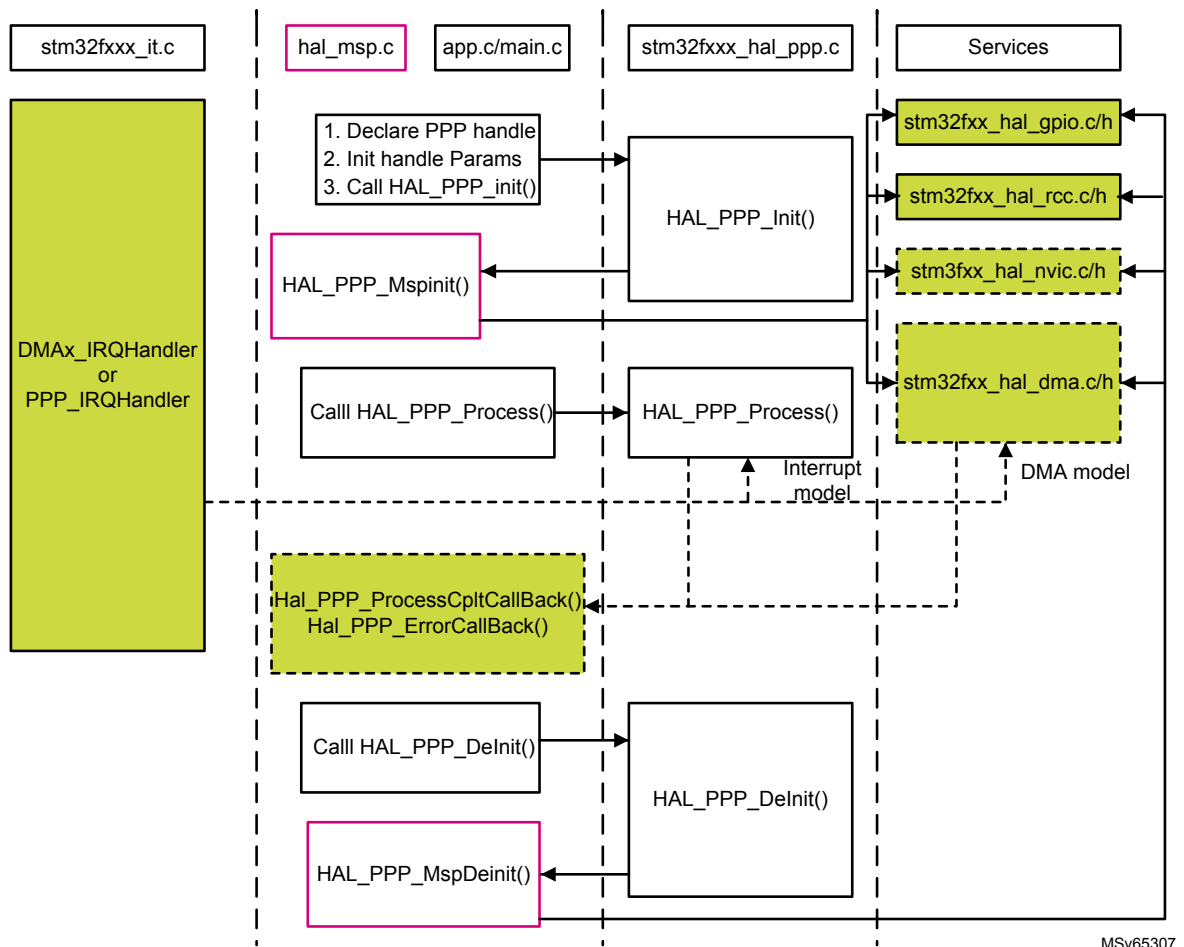 stm32fxxx_it.c
hal_msp.c
app.c/main.c
stm32fxxx_hal_ppp.c
Services
1. Declare PPP handle
2. Init handle Params
3. Call HAL_PPP_init()
HAL_PPP_Init()
stm32fxx_hal_gpio.c/h
stm32fxx_hal_rcc.c/h
stm3fxx_hal_nvic.c/h
HAL_PPP_Mspinit()
DMAx_IRQHandler
or
PPP_IRQHandler
stm32fxx_hal_dma.c/h
Calll HAL_PPP_Process()
HAL_PPP_Process()
Interrupt
model
DMA model
Hal_PPP_ProcessCpltCallBack()
Hal_PPP_ErrorCallBack()
Calll HAL_PPP_DeInit()
HAL_PPP_DeInit()
HAL_PPP_MspDeinit()
MSv65307